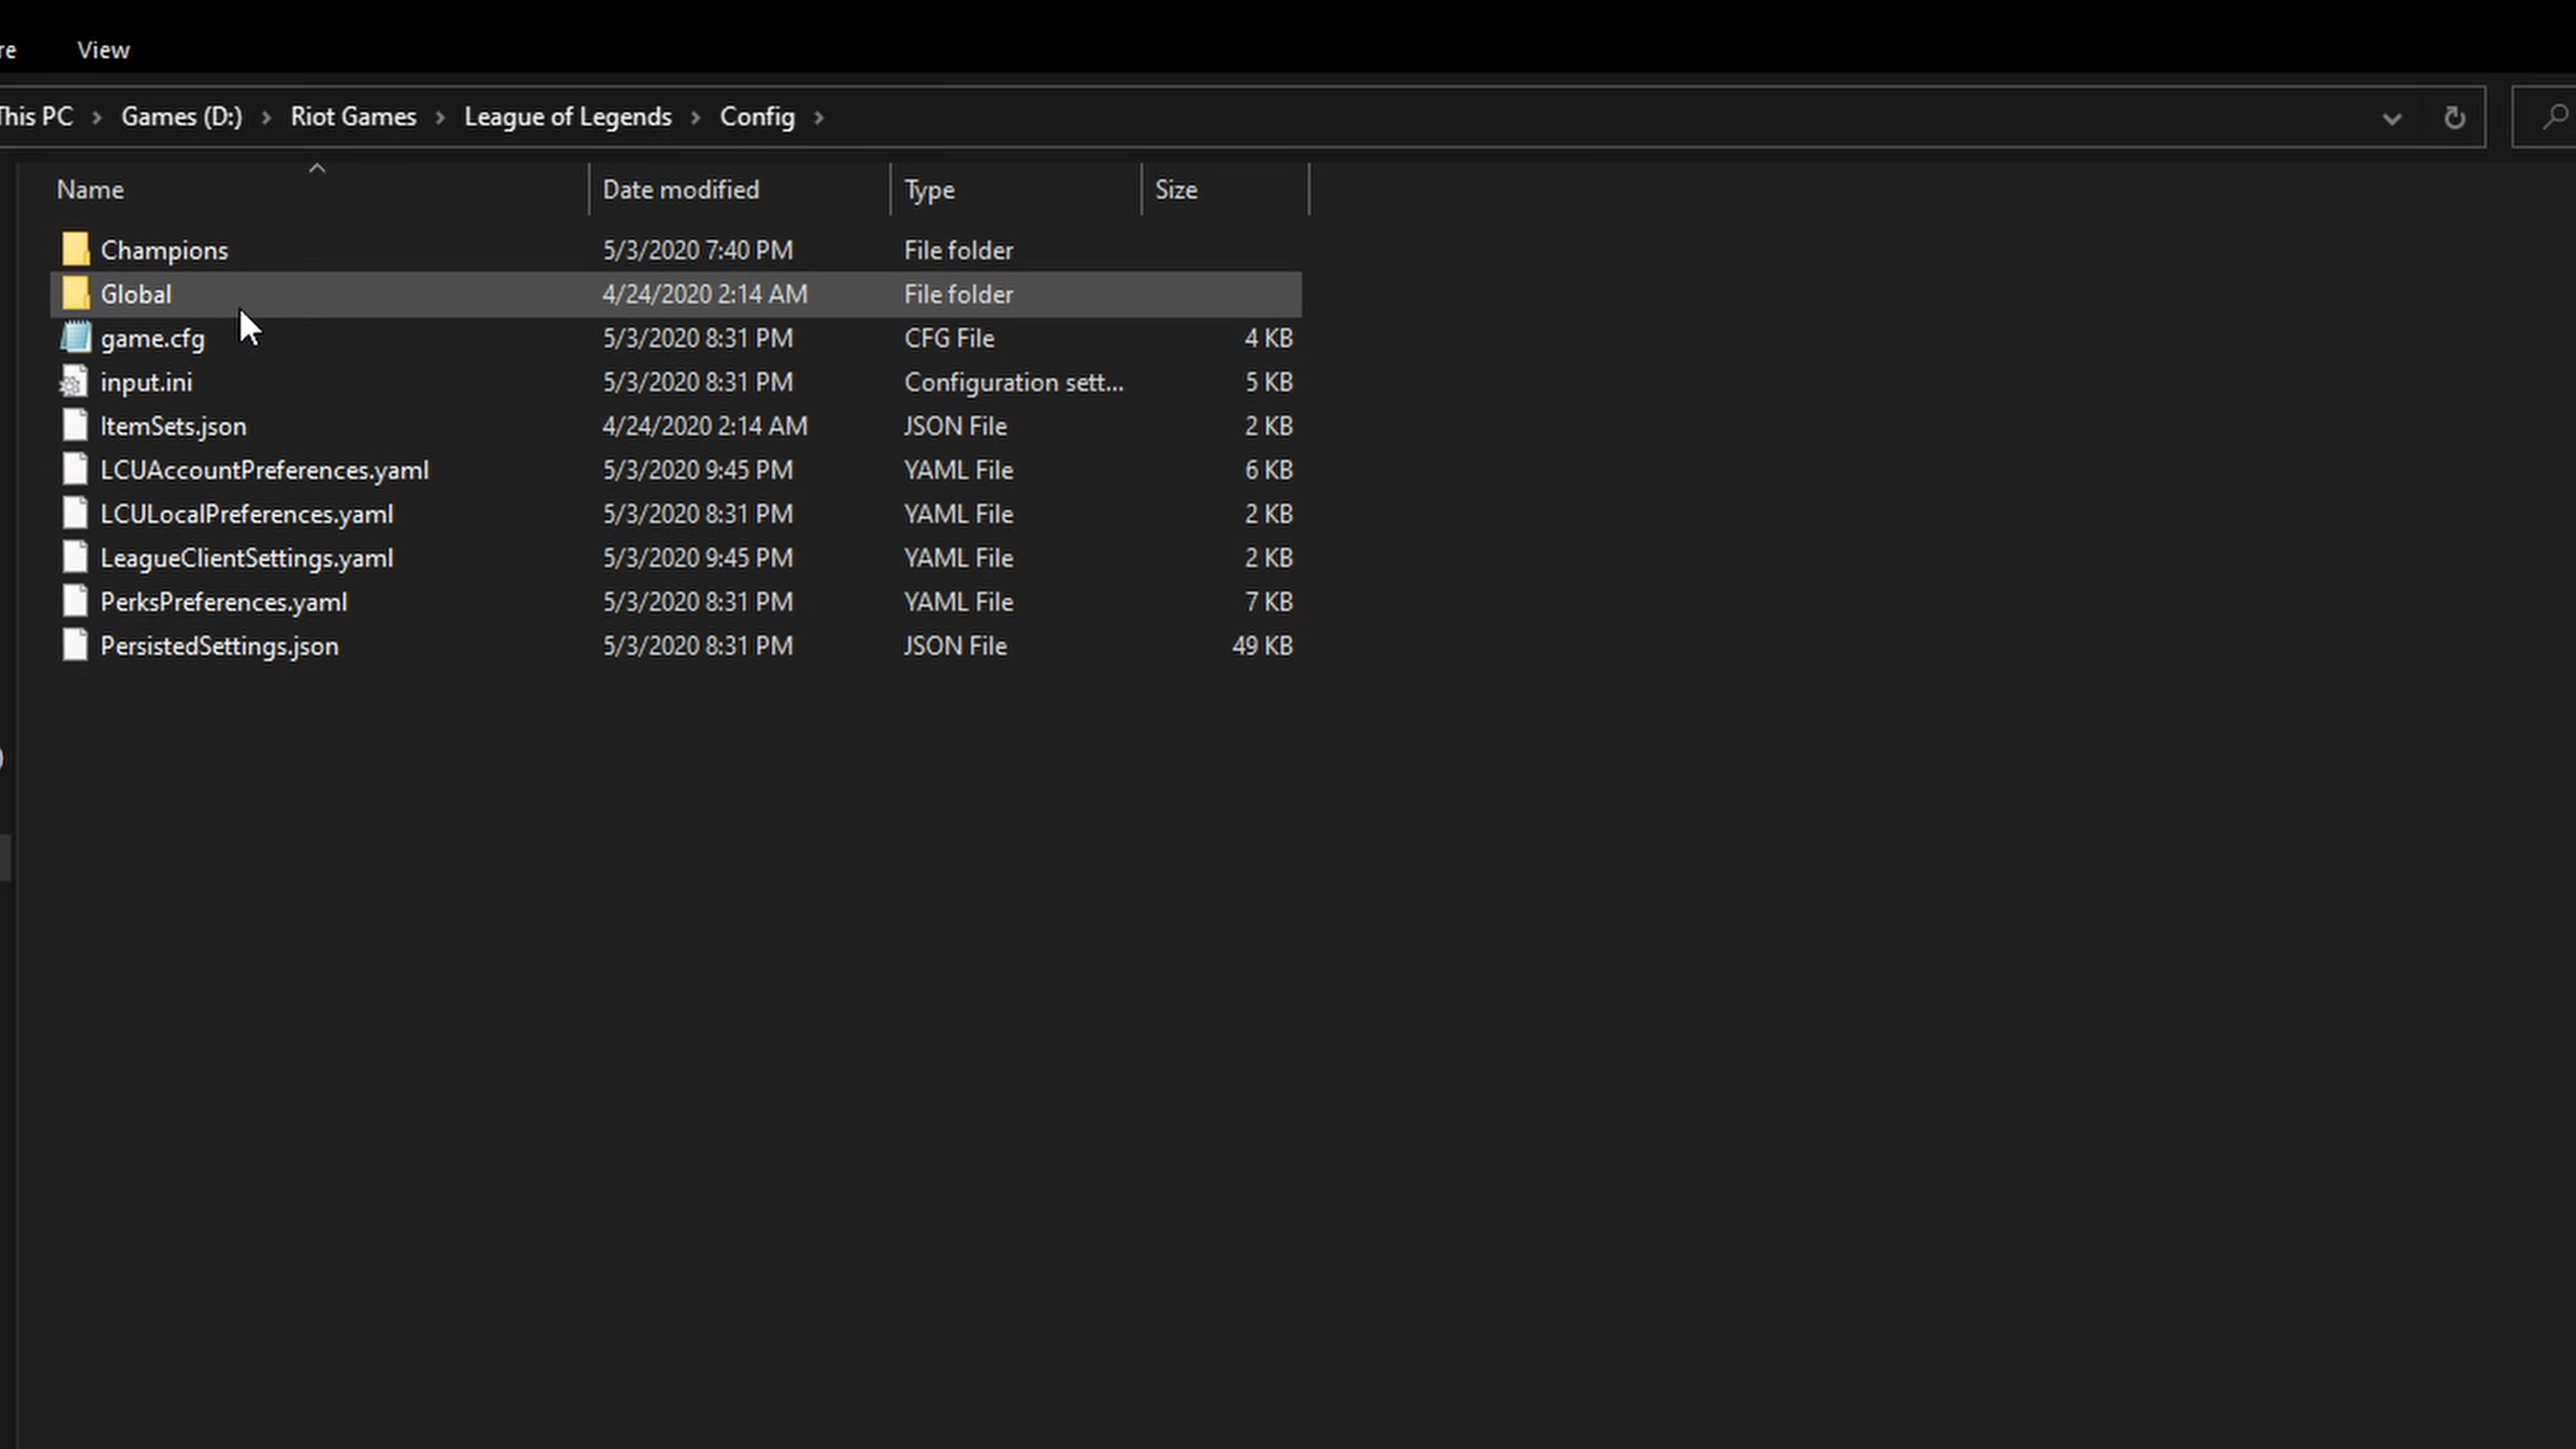 re View
This PC > Games (D:) > Riot Games > League of Legends > Config >
Name Date modified Type Size
Champions 5/3/2020 7:40 PM File folder
Global 4/24/2020 2:14 AM File folder
game.cfg 5/3/2020 8:31 PM CFG File 4 KB
input.ini 5/3/2020 8:31 PM Configuration sett... 5 KB
ItemSets.json 4/24/2020 2:14 AM JSON File 2 KB
LCUAccountPreferences.yaml 5/3/2020 9:45 PM YAML File 6 KB
LCULocalPreferences.yaml 5/3/2020 8:31 PM YAML File 2 KB
LeagueClientSettings.yaml 5/3/2020 9:45 PM YAML File 2 KB
PerksPreferences.yaml 5/3/2020 8:31 PM YAML File 7 KB
PersistedSettings.json 5/3/2020 8:31 PM JSON File 49 KB